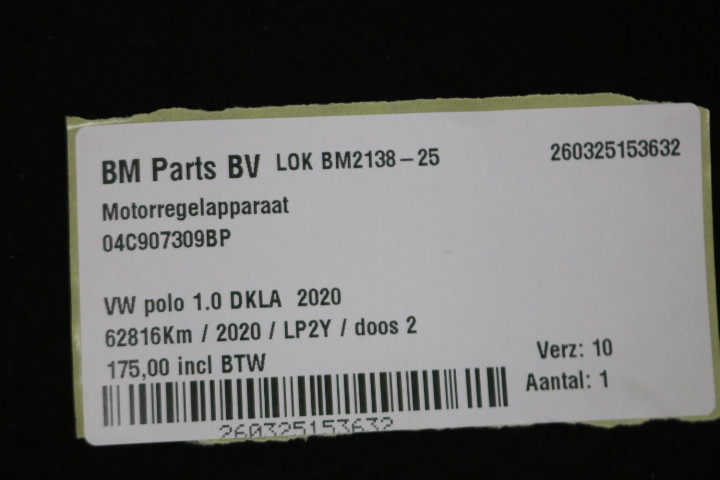 BM Parts BV LOK BM2138-25 260325153632
Motorregelapparaat
04C907309BP
VW polo 1.0 DKLA 2020
62816Km / 2020 / LP2Y / doos 2
175,00 incl BTW
Verz: 10
Aantal: 1
260325153632